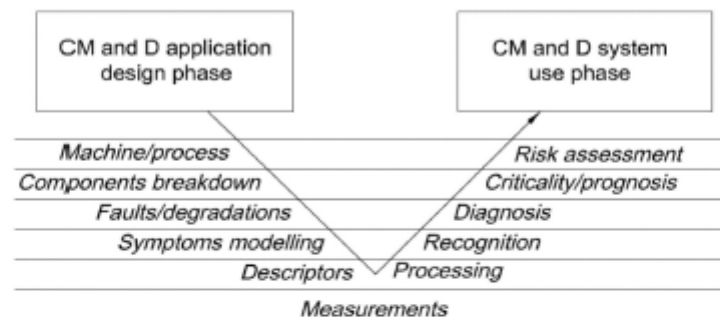 CM and D application
design phase
CM and D system
use phase
Machine/process
Risk assessment
Components breakdown
Criticality/prognosis
Faults/degradations
Diagnosis
Symptoms modelling
Recognition
Descriptors
Processing
Measurements